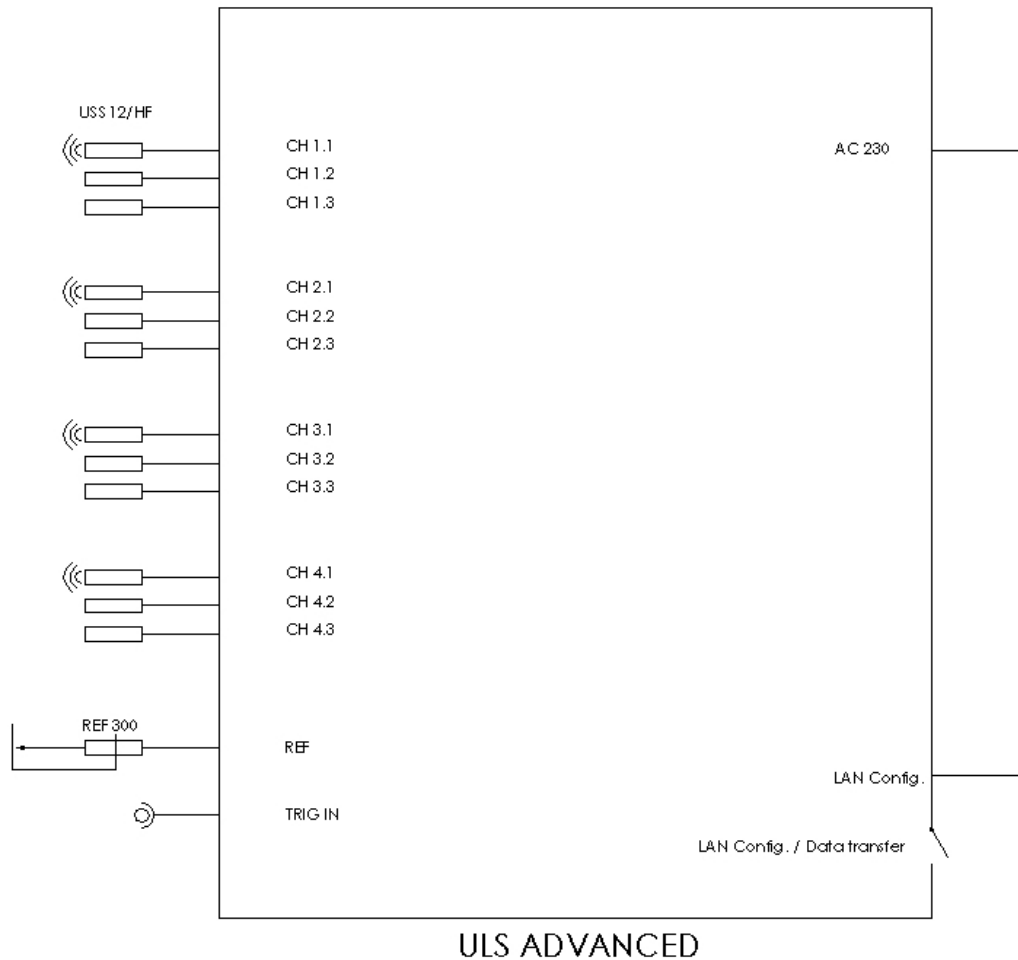 USS 12/HF
CH 1.1
AC 230
CH 1.2
CH 1.3
CH 2.1
CH 2.2
CH 2.3
CH 3.1
CH 3.2
CH 3.3
CH 4.1
CH 4.2
CH 4.3
REF 300
REF
LAN Config.
TRIG IN
LAN Config. / Data transfer
ULS ADVANCED